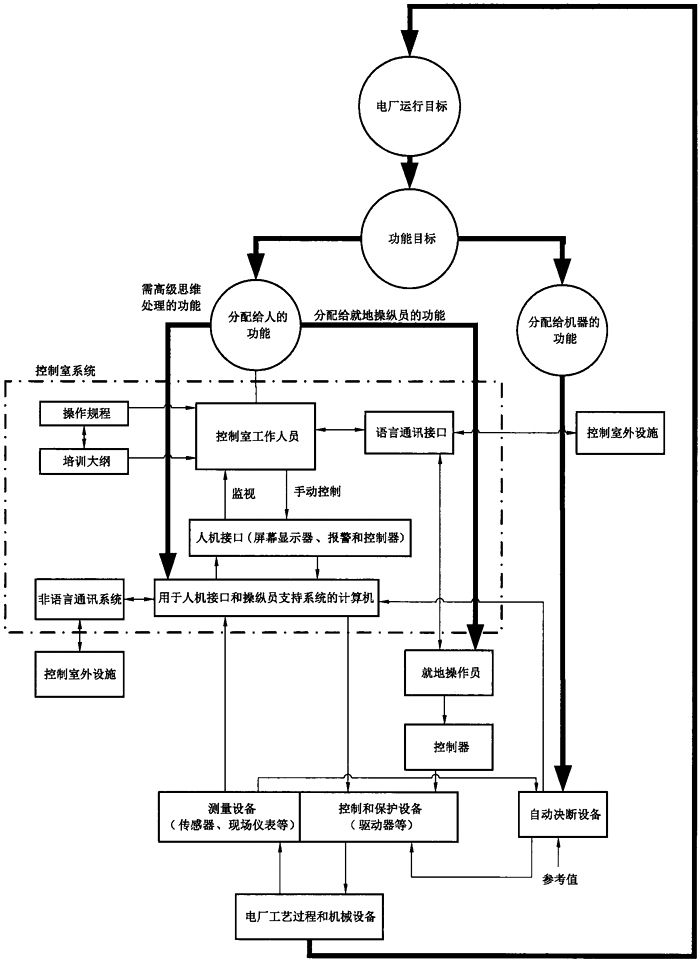 电厂运行目标
功能目标
需高级思维
处理的功能
分配给人的
功能
分配给就地操纵员的功能
分配给机器的
功能
控制室系统
操作规程
控制室工作人员
语言通讯接口
控制室外设施
培训大纲
监视
手动控制
人机接口(屏幕显示器、报警和控制器)
非语言通讯系统
用于人机接口和操纵员支持系统的计算机
控制室外设施
就地操作员
控制器
测量设备
(传感器、现场仪表等)
控制和保护设备
(驱动器等)
自动决断设备
参考值
电厂工艺过程和机械设备